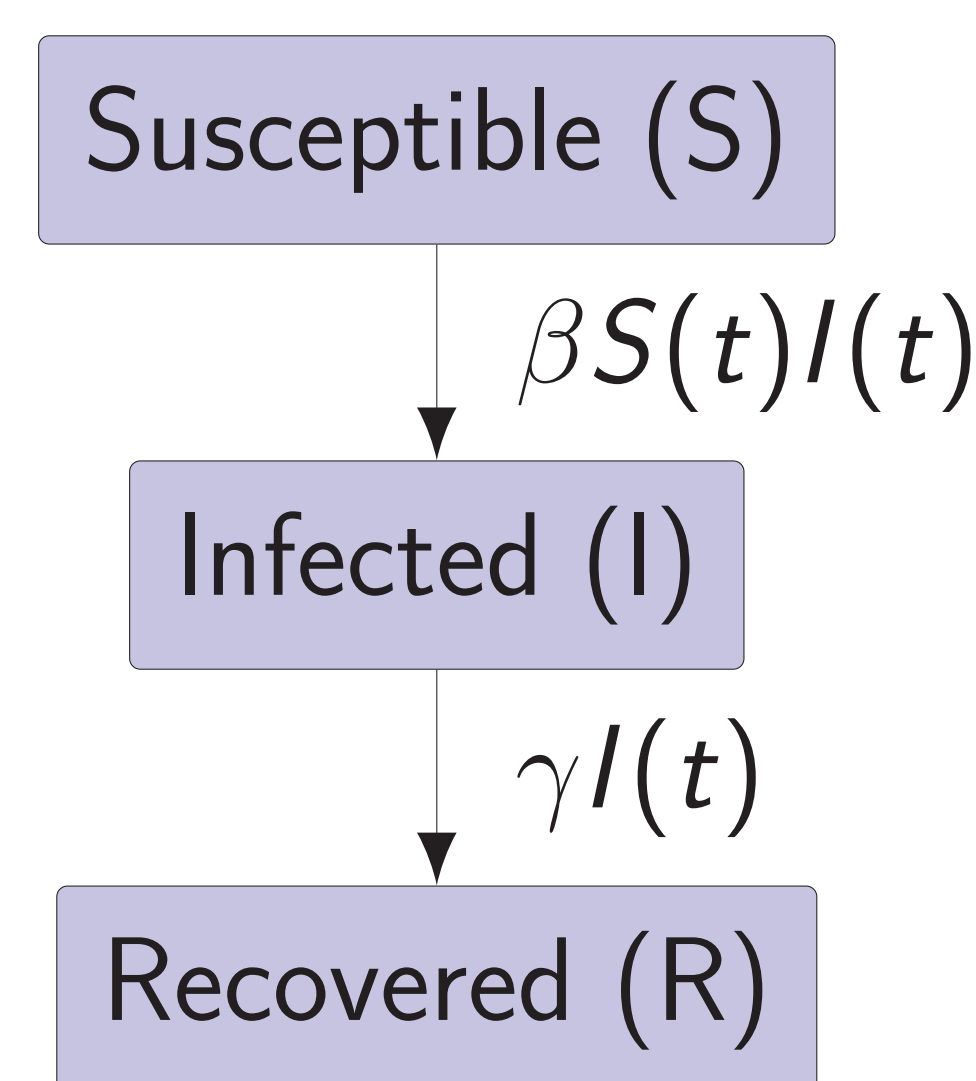 Susceptible (S)
βS(t)I(t)
Infected (I)
γI(t)
Recovered (R)